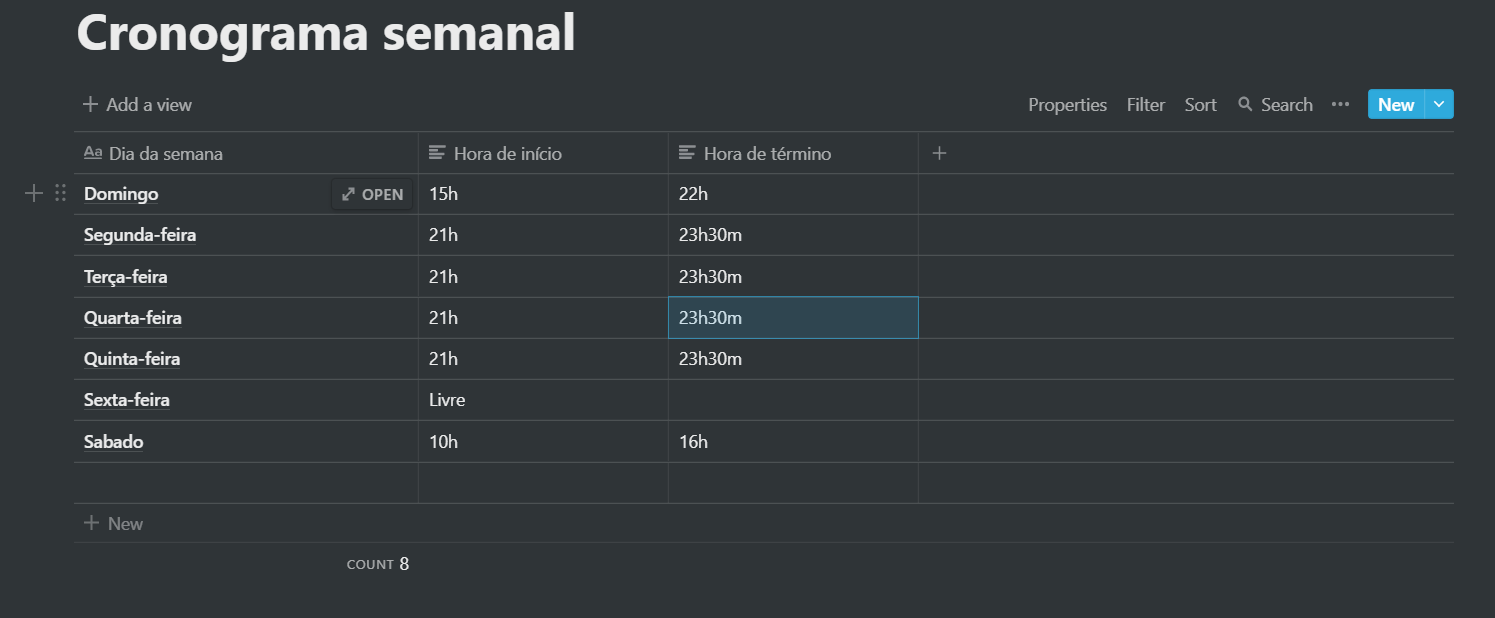 Cronograma semanal
+ Add a view Properties Filter Sort Search ••• New
Aa Dia da semana Hora de início Hora de término +
Domingo OPEN 15h 22h
Segunda-feira 21h 23h30m
Terça-feira 21h 23h30m
Quarta-feira 21h 23h30m
Quinta-feira 21h 23h30m
Sexta-feira Livre
Sabado 10h 16h
+ New
COUNT 8